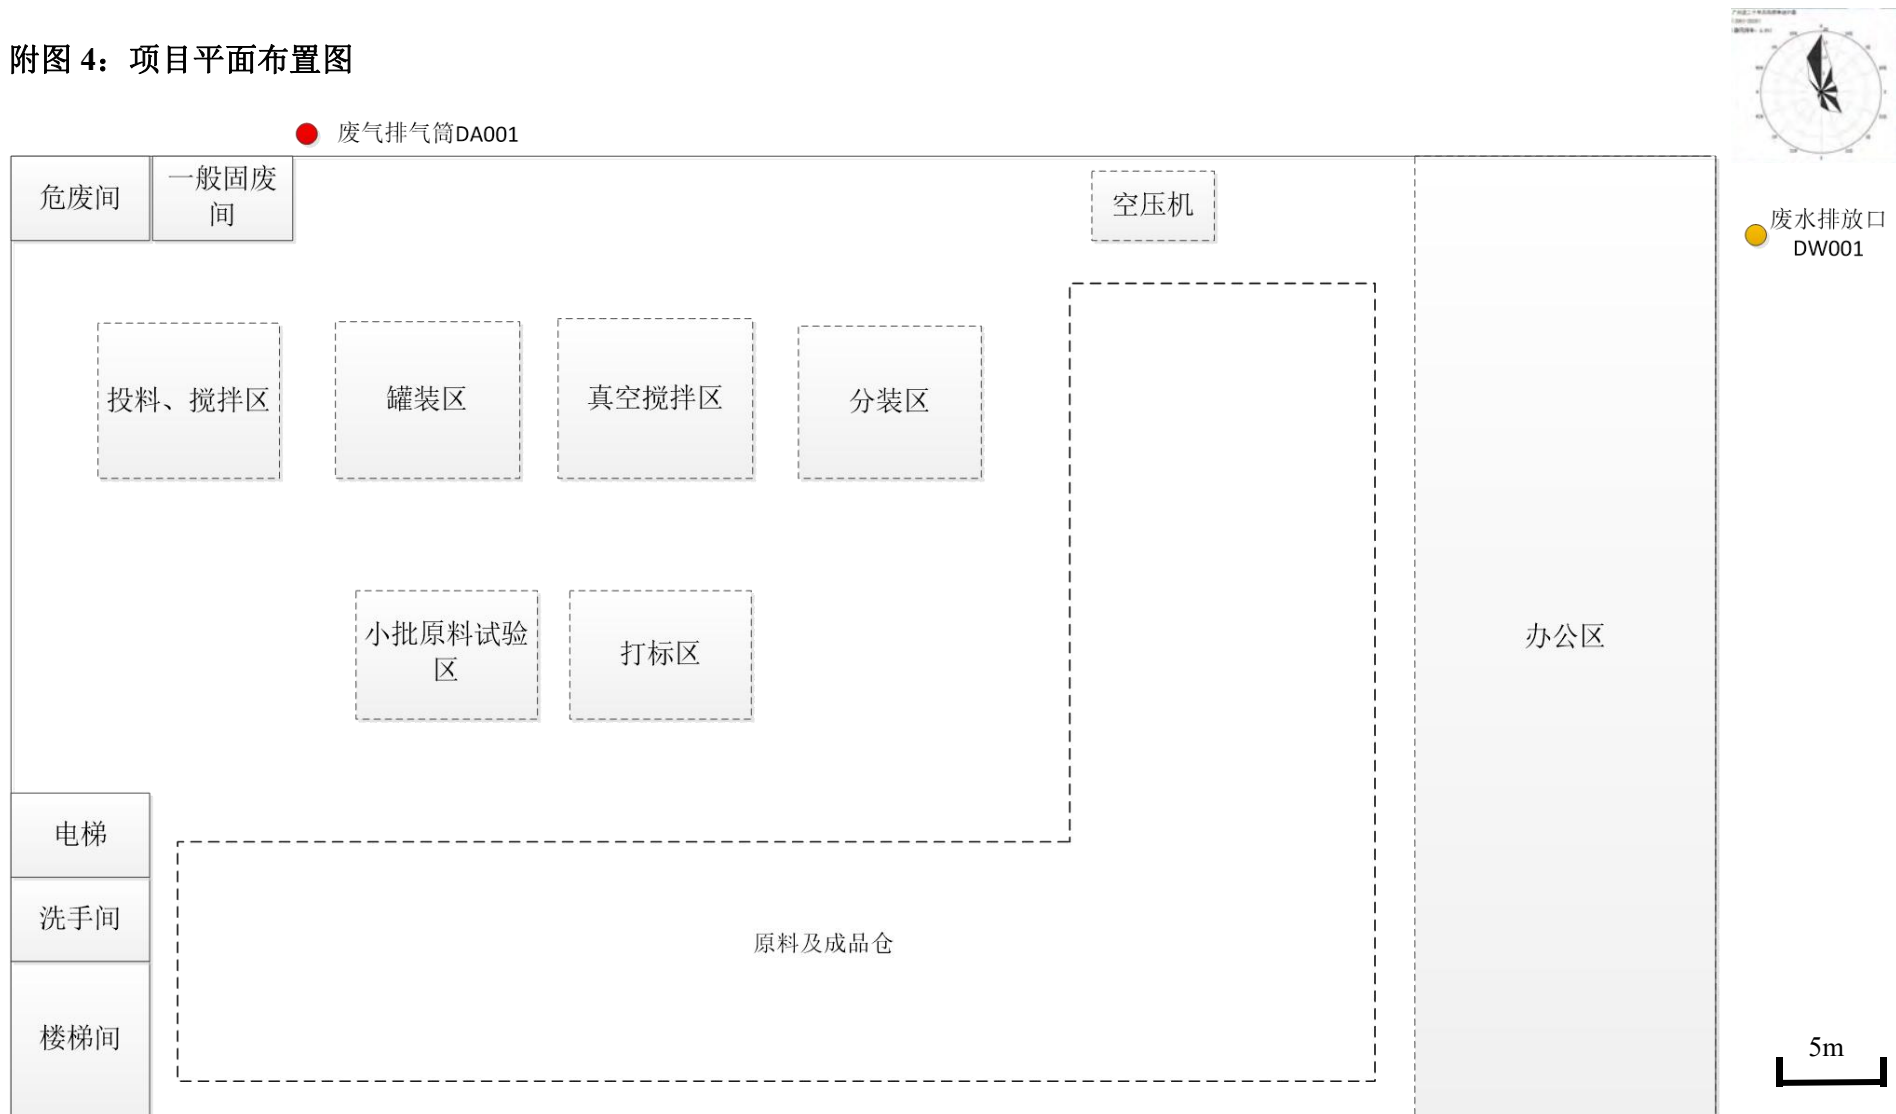 附图 4：项目平面布置图
废气排气筒DA001
危废间
一般固废
间
空压机
废水排放口
DW001
投料、搅拌区
罐装区
真空搅拌区
分装区
小批原料试验
区
打标区
办公区
电梯
洗手间
楼梯间
原料及成品仓
5m